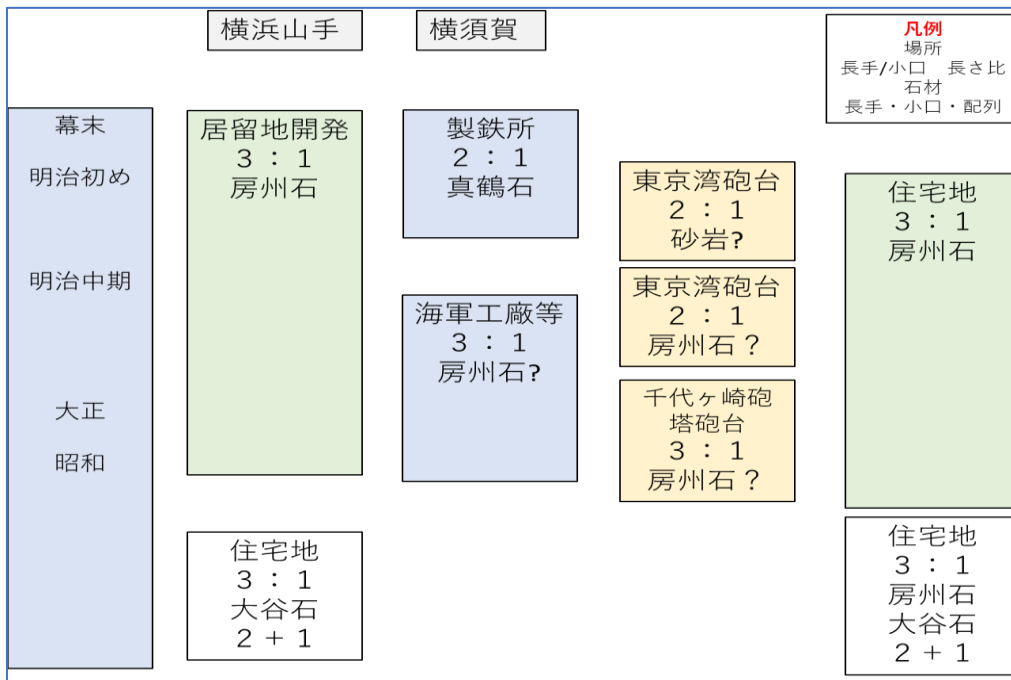 横浜山手
横須賀
凡例
場所
長手/小口　長さ比
石材
長手・小口・配列
幕末
明治初め
明治中期
大正
昭和
居留地開発
３：１
房州石
住宅地
３：１
大谷石
２＋１
製鉄所
２：１
真鶴石
海軍工廠等
３：１
房州石?
東京湾砲台
２：１
砂岩?
東京湾砲台
２：１
房州石？
千代ヶ崎砲
塔砲台
３：１
房州石？
住宅地
３：１
房州石
住宅地
３：１
房州石
大谷石
２＋１